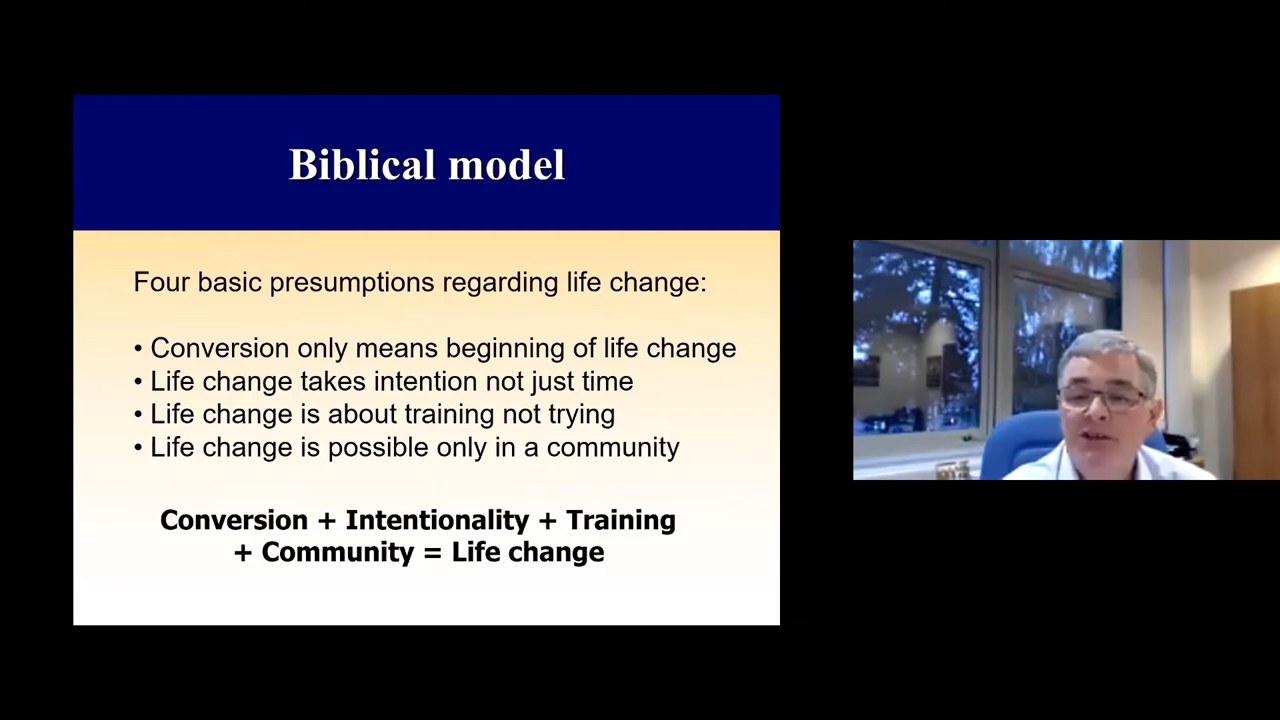 Biblical model
Four basic presumptions regarding life change:
• Conversion only means beginning of life change
• Life change takes intention not just time
• Life change is about training not trying
• Life change is possible only in a community
Conversion + Intentionality + Training
+ Community = Life change